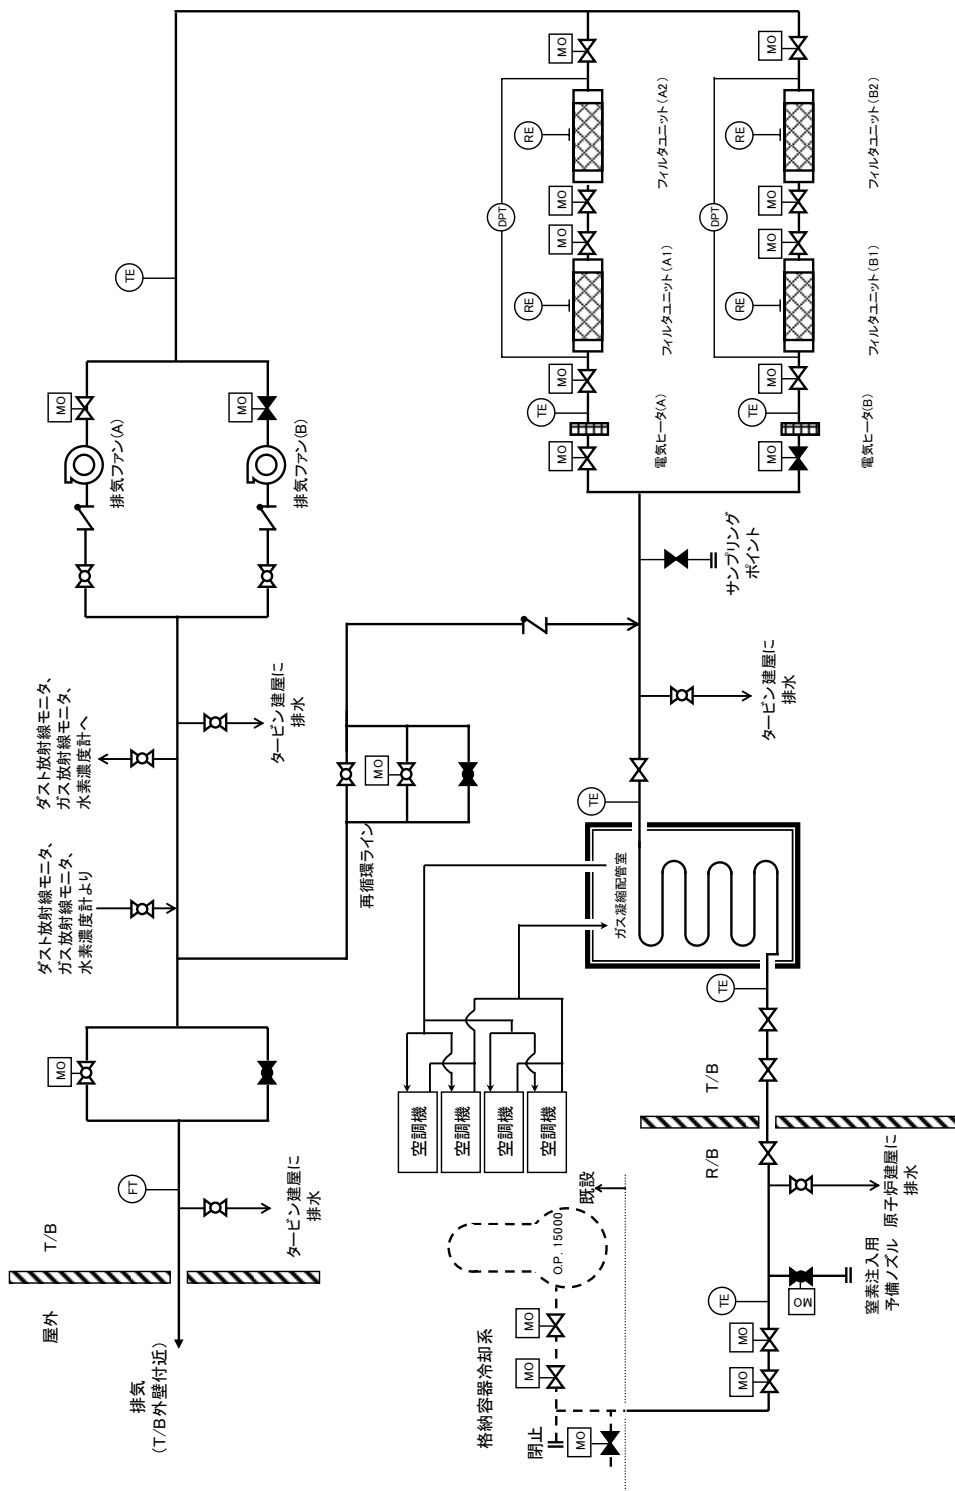 排気
(T/B外壁付近)
屋外
T/B
FT
タービン建屋に
排水
MO
ダスト放射線モニタ、
ガス放射線モニタ、
水素濃度計より
ダスト放射線モニタ、
ガス放射線モニタ、
水素濃度計へ
タービン建屋に
排水
MO
排気ファン(A)
MO
排気ファン(B)
TE
再循環ライン
MO
格納容器冷却系
閉止
MO
MO
MO
O.P. 15000
既設
空調機
空調機
空調機
空調機
ガス凝縮配管室
TE
TE
タービン建屋に
排水
サンプリング
ポイント
MO
TE
MO
RE
MO
MO
RE
MO
DPT
電気ヒータ(A)
フィルタユニット(A1)
フィルタユニット(A2)
MO
TE
MO
RE
MO
MO
RE
MO
DPT
電気ヒータ(B)
フィルタユニット(B1)
フィルタユニット(B2)
R/B
T/B
MO
MO
TE
MO
窒素注入用
予備ノズル
原子炉建屋に
排水